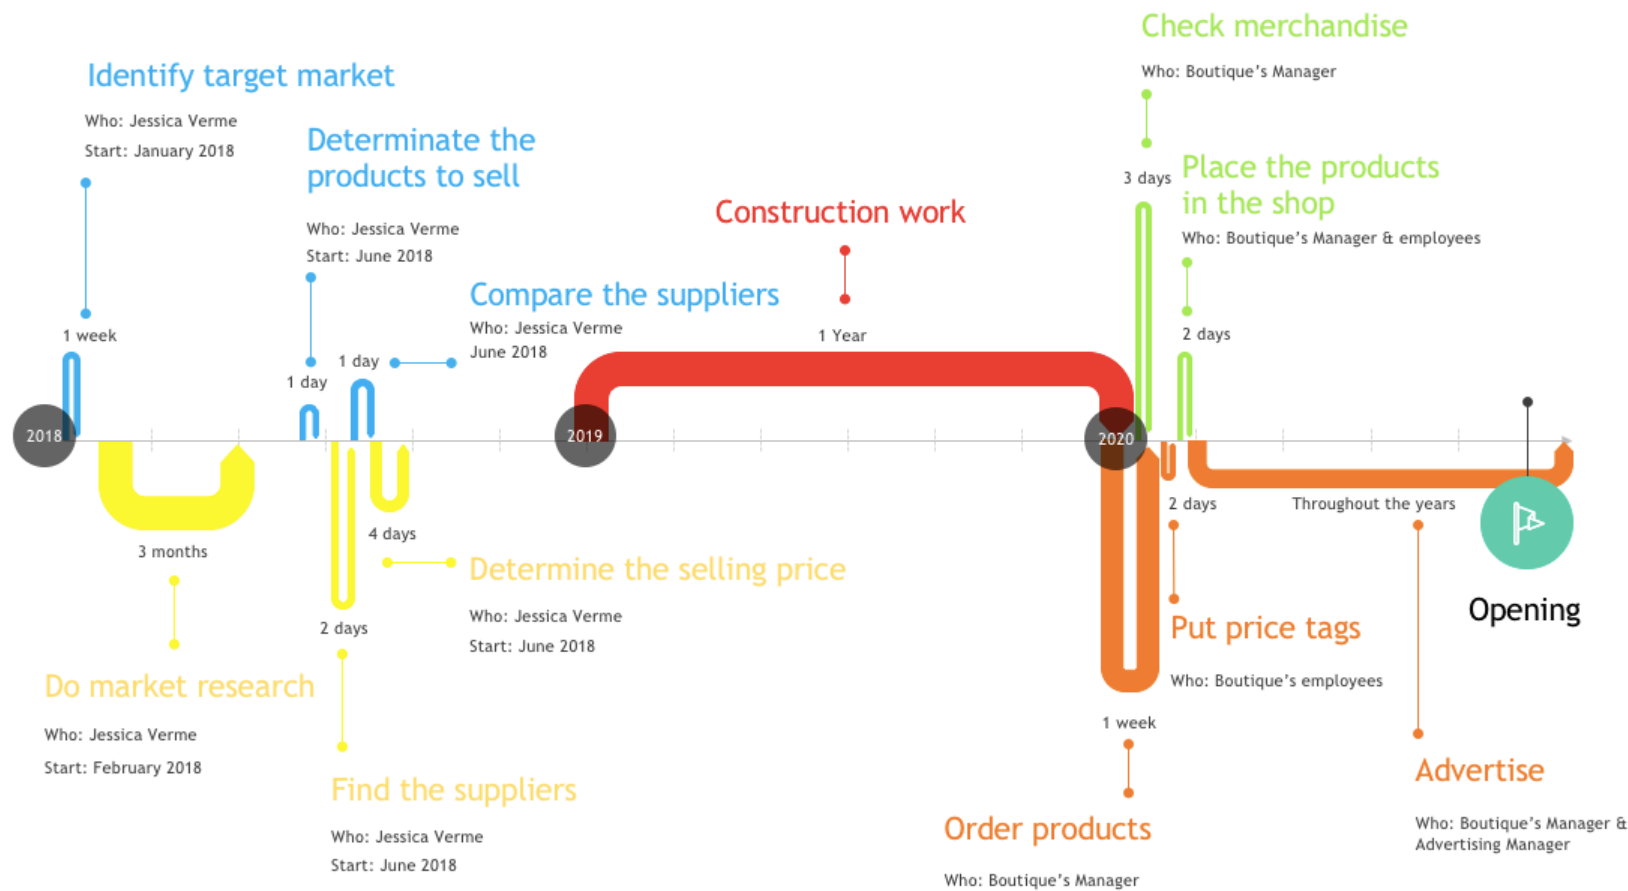 Check merchandise
Who: Boutique's Manager
Identify target market
Who: Jessica Verme
Start: January 2018
1 week
Determinate the
products to sell
Who: Jessica Verme
Start: June 2018
1 day
Compare the suppliers
Who: Jessica Verme
June 2018
1 day
Construction work
1 Year
3 days
Place the products
in the shop
Who: Boutique's Manager & employees
2 days
2018
2019
2020
3 months
Do market research
Who: Jessica Verme
Start: February 2018
2 days
Find the suppliers
Who: Jessica Verme
Start: June 2018
4 days
Determine the selling price
Who: Jessica Verme
Start: June 2018
1 week
Order products
Who: Boutique's Manager
2 days
Put price tags
Who: Boutique's employees
Throughout the years
Advertise
Who: Boutique's Manager &
Advertising Manager
Opening